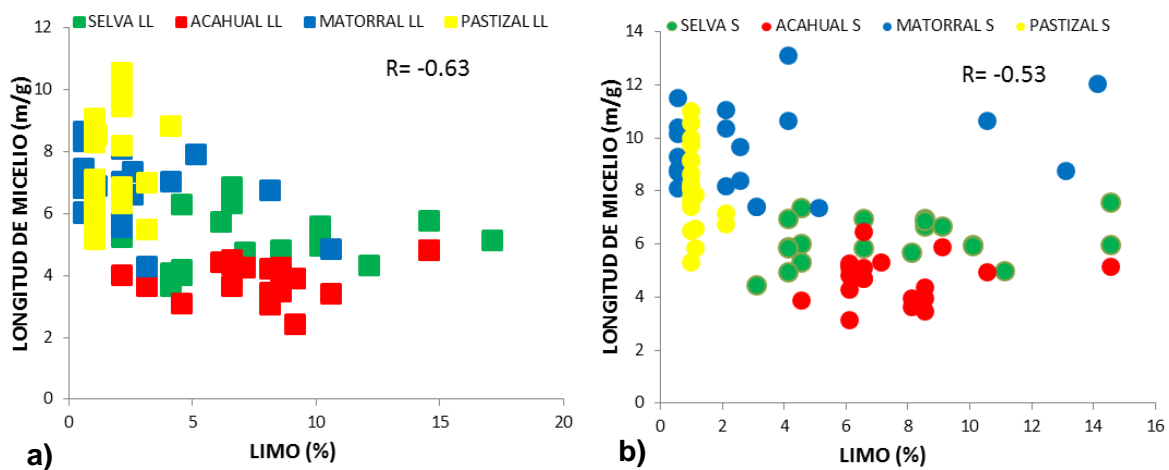 SELVA LL ACAHUAL LL MATORRAL LL PASTIZAL LL
R= -0.63
LONGITUD DE MICELIO (m/g)
12
10
8
6
4
2
0
0 5 10 15 20
LIMO (%)
a)
SELVA S ACAHUAL S MATORRAL S PASTIZAL S
R= -0.53
LONGITUD DE MICELIO (m/g)
14
12
10
8
6
4
2
0
0 2 4 6 8 10 12 14 16
LIMO (%)
b)